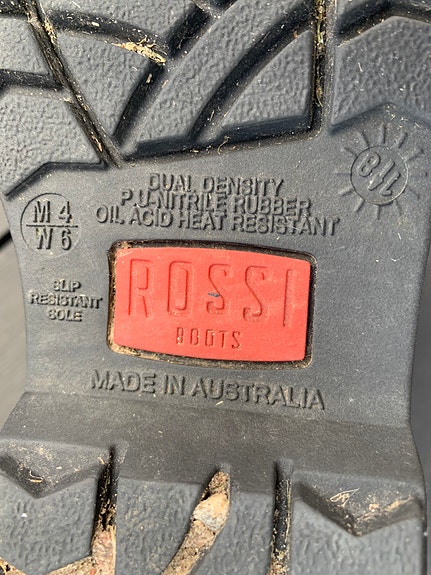 DUAL DENSITY
P.U-NITRILE RUBBER
OIL ACID HEAT RESISTANT
M 4
W 6
SLIP
RESISTANT
SOLE
ROSSI
BOOTS
MADE IN AUSTRALIA